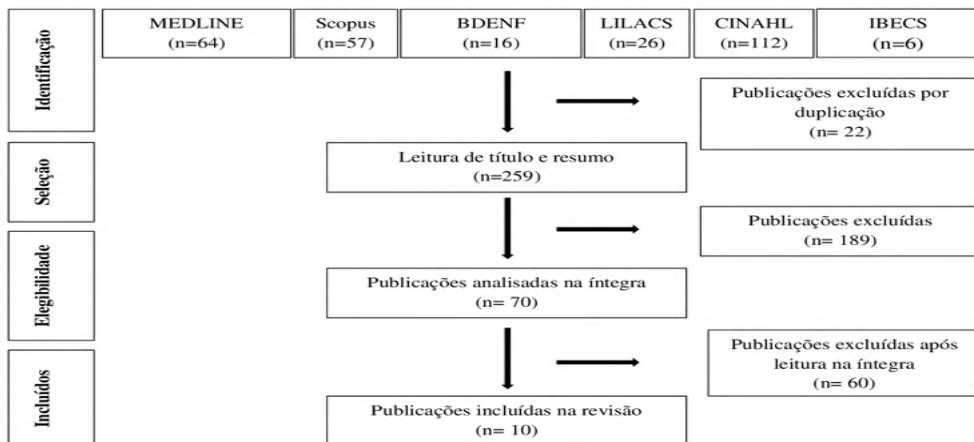 Identificação
MEDLINE
(n=64)
Scopus
(n=57)
BDENF
(n=16)
LILACS
(n=26)
CINAHL
(n=112)
IBECS
(n=6)
Publicações excluídas por
duplicação
(n= 22)
Seleção
Leitura de título e resumo
(n=259)
Publicações excluídas
(n= 189)
Elegibilidade
Publicações analisadas na íntegra
(n= 70)
Publicações excluídas após
leitura na íntegra
(n= 60)
Incluídos
Publicações incluídas na revisão
(n= 10)